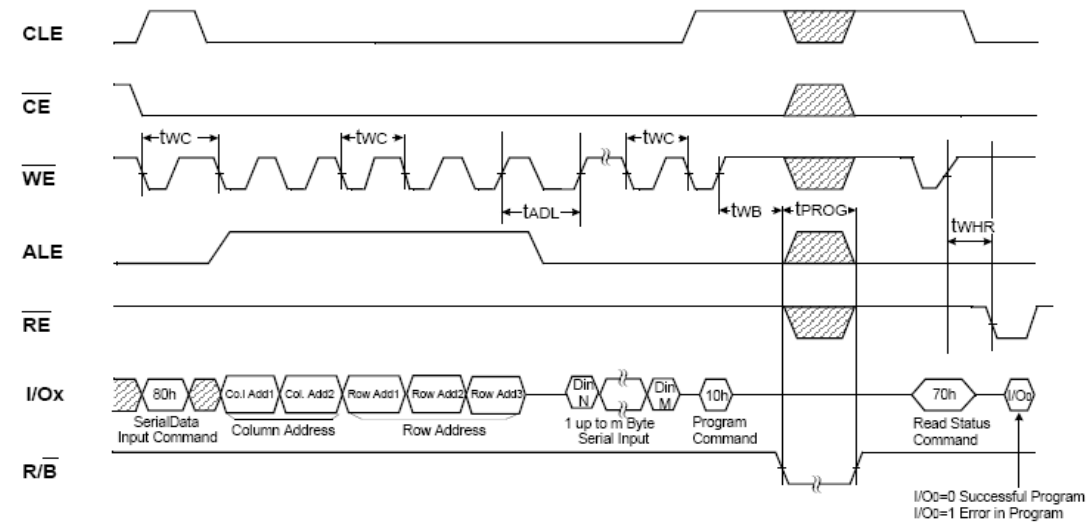 CLE
CE
tWC
tWC
tWC
WE
tADL
tWB
tPROG
tWHR
ALE
RE
I/Ox
80h
Co.l Add1
Col. Add2
Row Add1
Row Add2
Row Add3
Din
N
Din
M
10h
70h
I/O0
SerialData
Input Command
Column Address
Row Address
1 up to m Byte
Serial Input
Program
Command
Read Status
Command
R/B
I/O0=0 Successful Program
I/O0=1 Error in Program